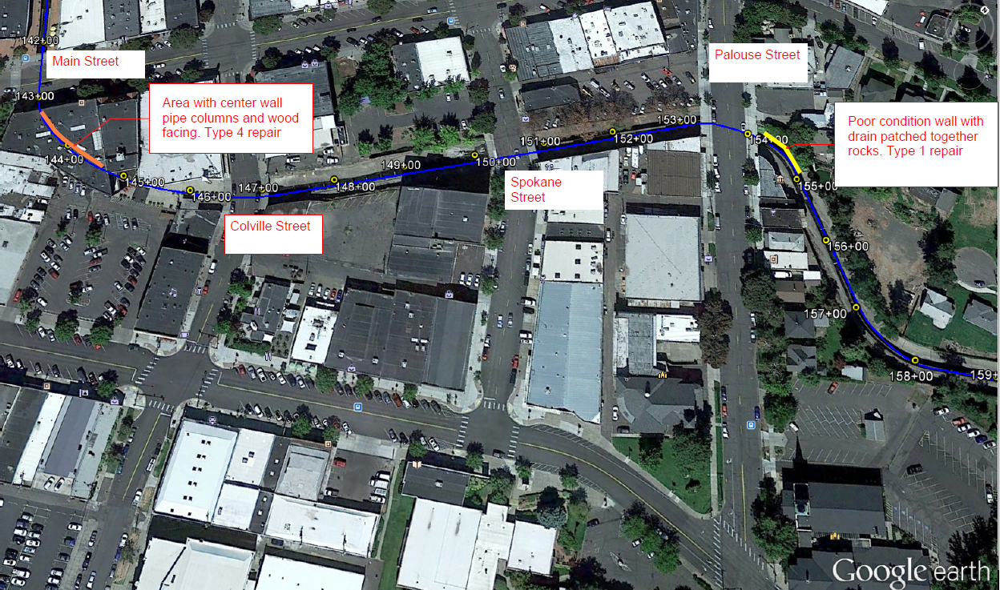 142+00
Main Street
Palouse Street
143+00
Area with center wall
pipe columns and wood
facing. Type 4 repair
Poor condition wall with
drain patched together
rocks. Type 1 repair
153+00
152+00
151+00
154+00
144+00
150+00
149+00
145+00
148+00
147+00
146+00
155+00
Spokane
Street
Colville Street
156+00
157+00
158+00
159+
Google earth